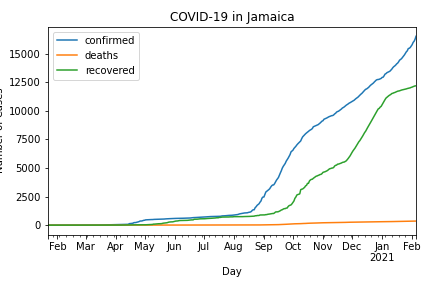 COVID-19 in Jamaica
confirmed
deaths
recovered
15000
12500
10000
7500
5000
2500
0
Feb Mar Apr May Jun Jul Aug Sep Oct Nov Dec Jan Feb
2021
Day